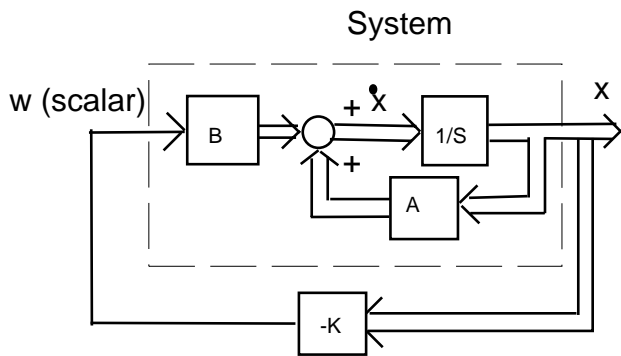 System
w (scalar)
B
+
ẋ
1/S
x
+
A
-K